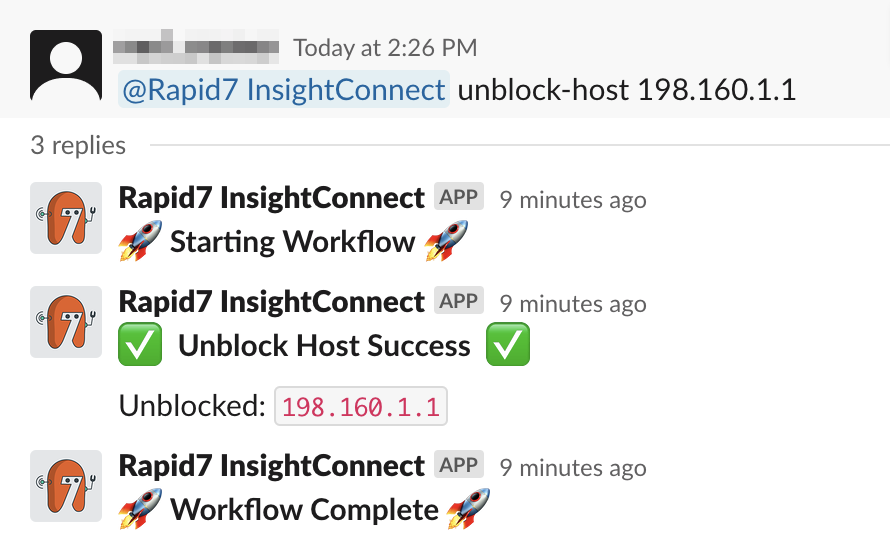 Today at 2:26 PM
@Rapid7 InsightConnect unblock-host 198.160.1.1
3 replies
Rapid7 InsightConnect APP 9 minutes ago
🚀 Starting Workflow 🚀
Rapid7 InsightConnect APP 9 minutes ago
✅ Unblock Host Success ✅
Unblocked: 198.160.1.1
Rapid7 InsightConnect APP 9 minutes ago
🚀 Workflow Complete 🚀